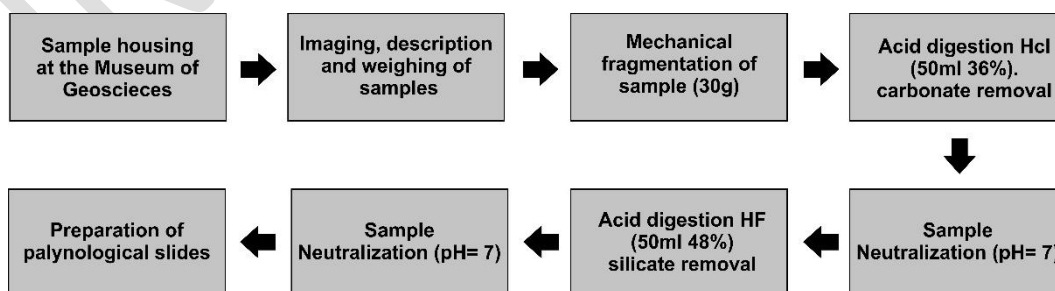 Sample housing
at the Museum of
Geoscieces
Imaging, description
and weighing of
samples
Mechanical
fragmentation of
sample (30g)
Acid digestion Hcl
(50ml 36%).
carbonate removal
Sample
Neutralization (pH= 7)
Acid digestion HF
(50ml 48%)
silicate removal
Sample
Neutralization (pH= 7)
Preparation of
palynological slides